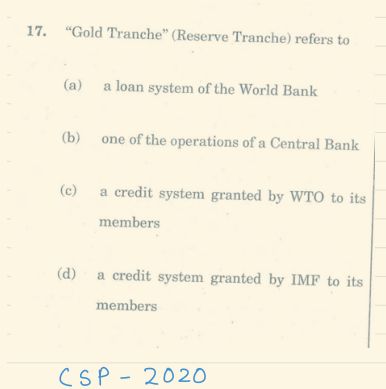 17. “Gold Tranche” (Reserve Tranche) refers to
(a) a loan system of the World Bank
(b) one of the operations of a Central Bank
(c) a credit system granted by WTO to its
members
(d) a credit system granted by IMF to its
members
CSP - 2020